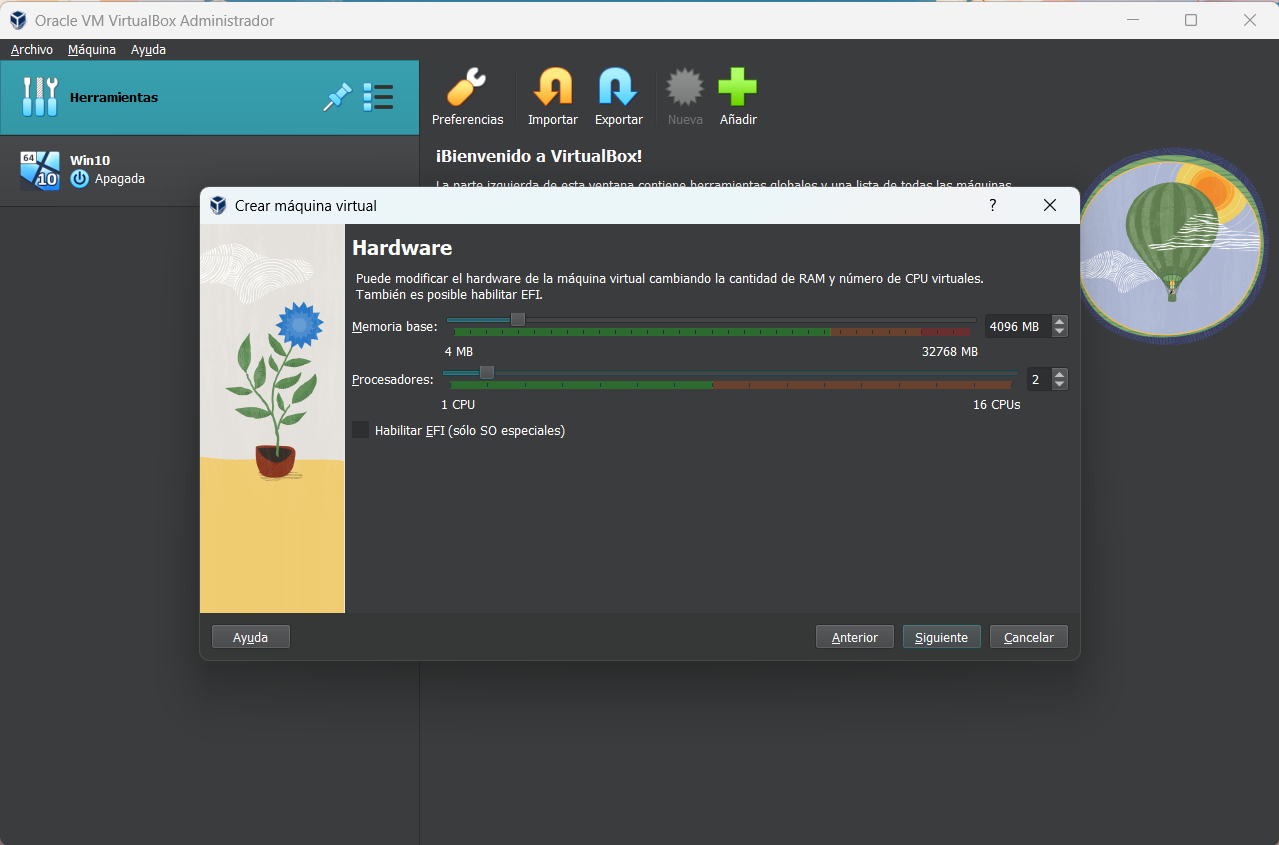 Oracle VM VirtualBox Administrador
Archivo Máquina Ayuda
Herramientas
Preferencias Importar Exportar Nueva Añadir
64 10 Win10
Apagada
¡Bienvenido a VirtualBox!
La parte izquierda de esta ventana contiene herramientas globales y una lista de todas las máquinas
Crear máquina virtual ?
Hardware
Puede modificar el hardware de la máquina virtual cambiando la cantidad de RAM y número de CPU virtuales.
También es posible habilitar EFI.
Memoria base: 4096 MB
4 MB 32768 MB
Procesadores: 2
1 CPU 16 CPUs
Habilitar EFI (sólo SO especiales)
Ayuda Anterior Siguiente Cancelar